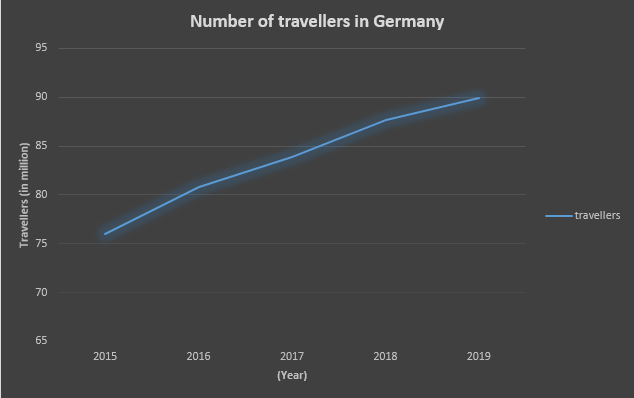 Number of travellers in Germany
95
90
85
80
75
70
65
Travellers (in million)
2015 2016 2017 2018 2019
(Year)
travellers